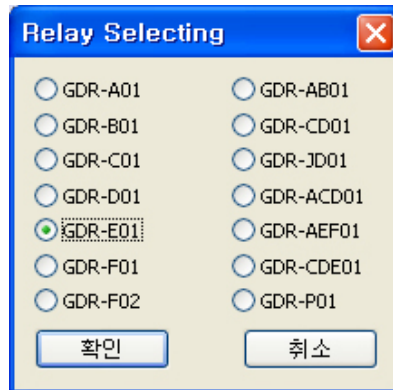 Relay Selecting
GDR-A01
GDR-AB01
GDR-B01
GDR-CD01
GDR-C01
GDR-JD01
GDR-D01
GDR-ACD01
GDR-E01
GDR-AEF01
GDR-F01
GDR-CDE01
GDR-F02
GDR-P01
확인
취소